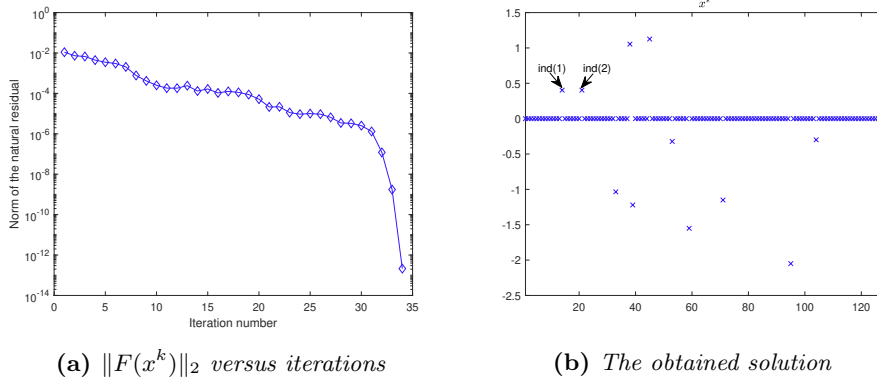 10^0
10^-2
10^-4
10^-6
10^-8
10^-10
10^-12
10^-14
Norm of the natural residual
0 5 10 15 20 25 30 35
Iteration number
x^k
1.5
1
0.5
0
-0.5
-1
-1.5
-2
-2.5
ind(1) ind(2)
20 40 60 80 100 120
(a) ‖F(x^k)‖₂ versus iterations
(b) The obtained solution